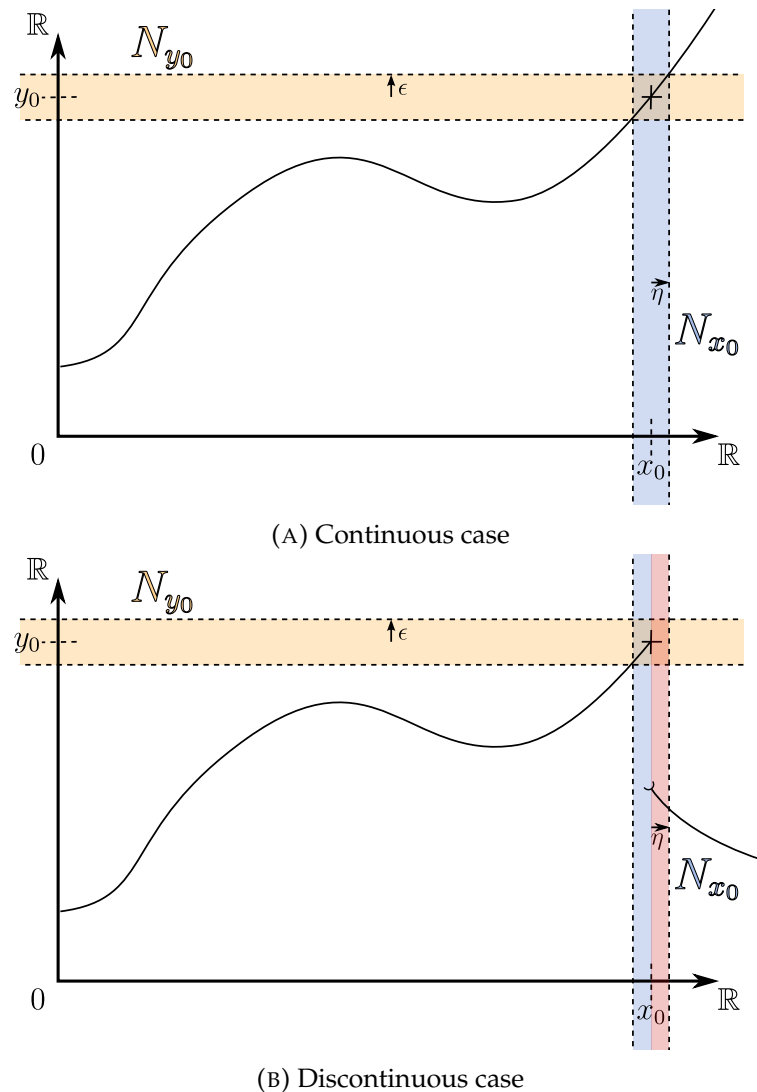 ℝ
N_{y_0}
y_0
ϵ
η
N_{x_0}
0
x_0
ℝ
(A) Continuous case
ℝ
N_{y_0}
y_0
ϵ
η
N_{x_0}
0
x_0
ℝ
(B) Discontinuous case